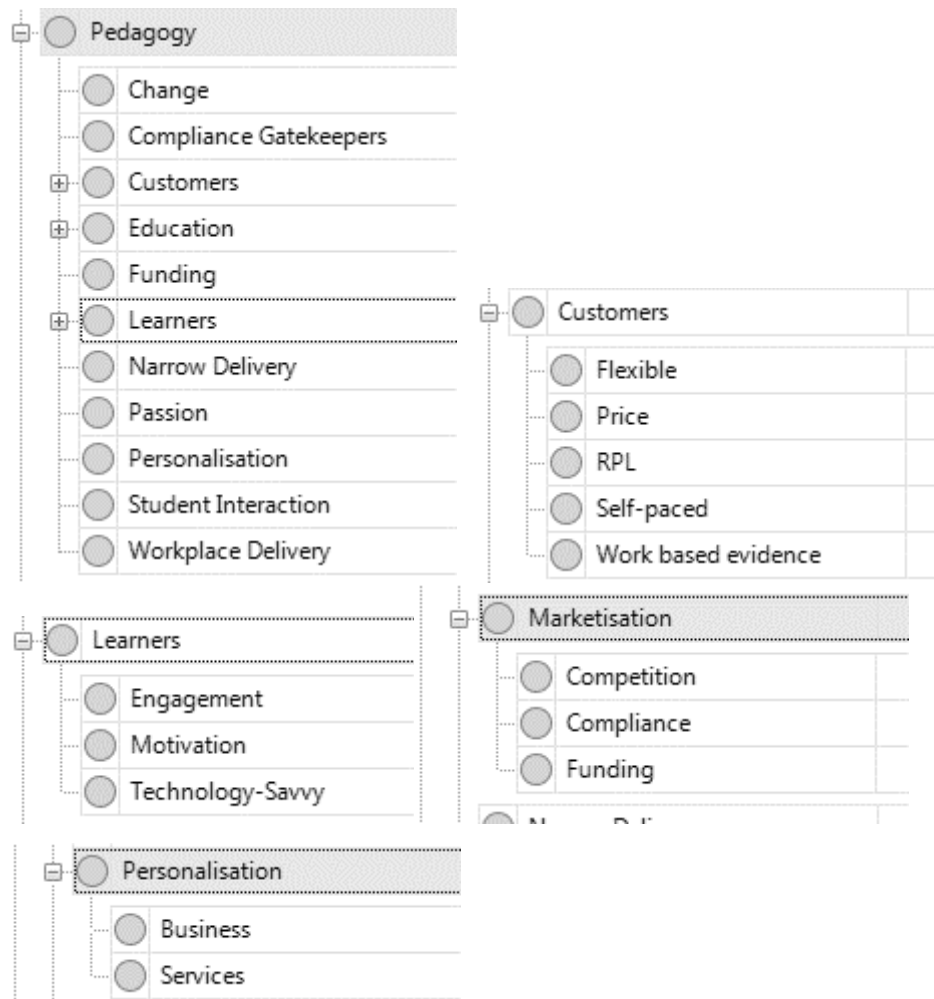 Pedagogy
Change
Compliance Gatekeepers
Customers
Education
Funding
Learners
Narrow Delivery
Passion
Personalisation
Student Interaction
Workplace Delivery
Customers
Flexible
Price
RPL
Self-paced
Work based evidence
Learners
Engagement
Motivation
Technology-Savvy
Marketisation
Competition
Compliance
Funding
Personalisation
Business
Services